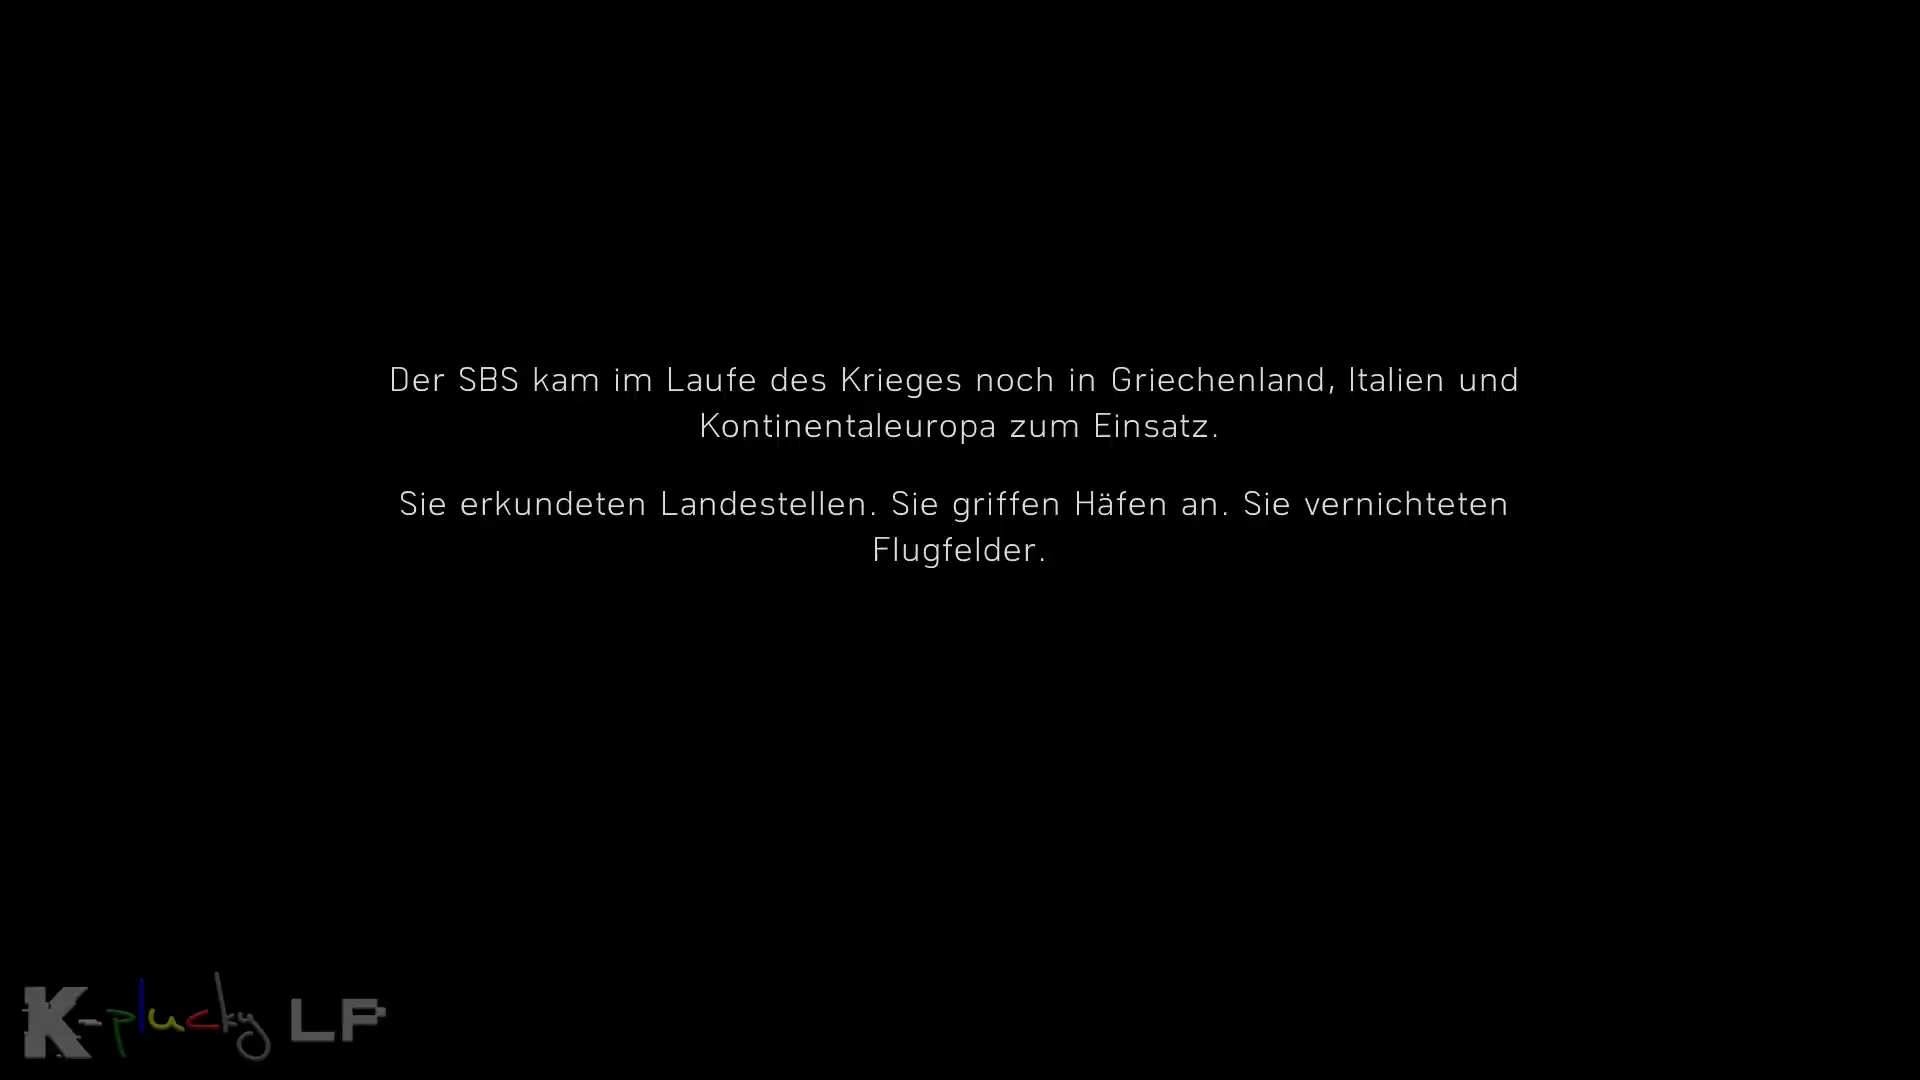 Der SBS kam im Laufe des Krieges noch in Griechenland, Italien und
Kontinentaleuropa zum Einsatz.
Sie erkundeten Landestellen. Sie griffen Häfen an. Sie vernichteten
Flugfelder.
K-plucky LP